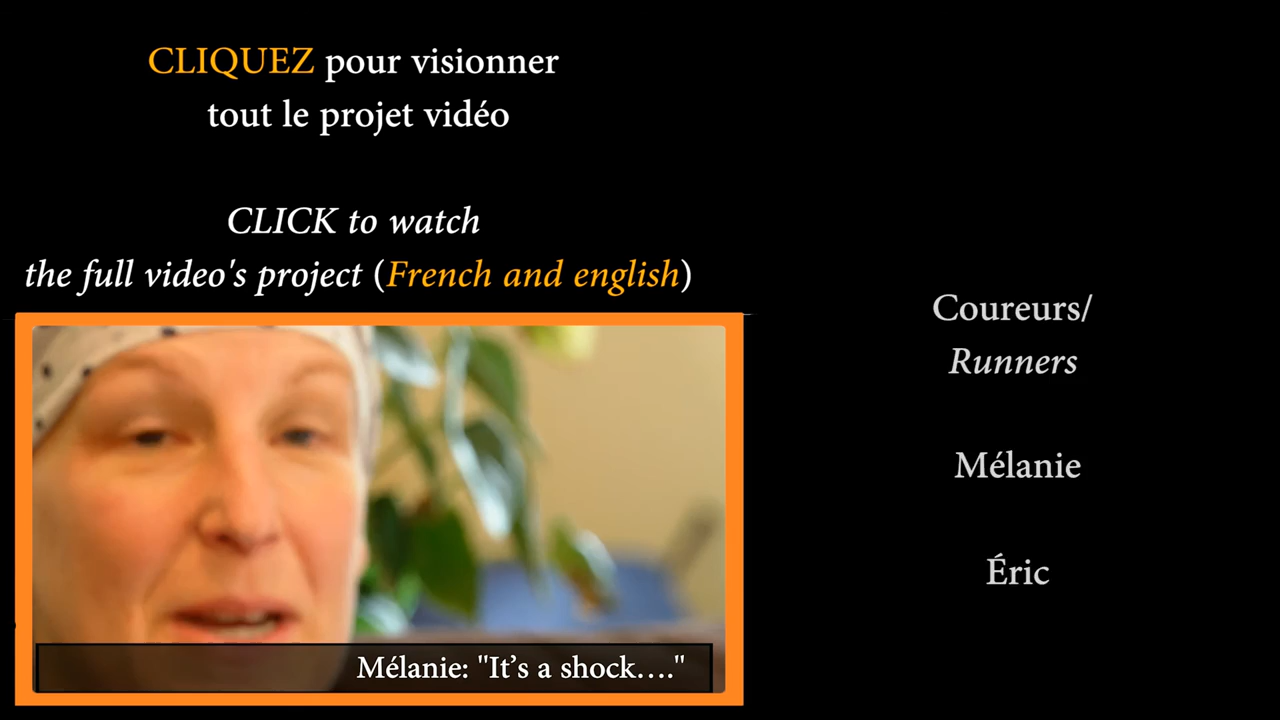 CLIQUEZ pour visionner
tout le projet vidéo
CLICK to watch
the full video's project (French and english)
Mélanie: "It’s a shock…."
Coureurs/
Runners
Mélanie
Éric